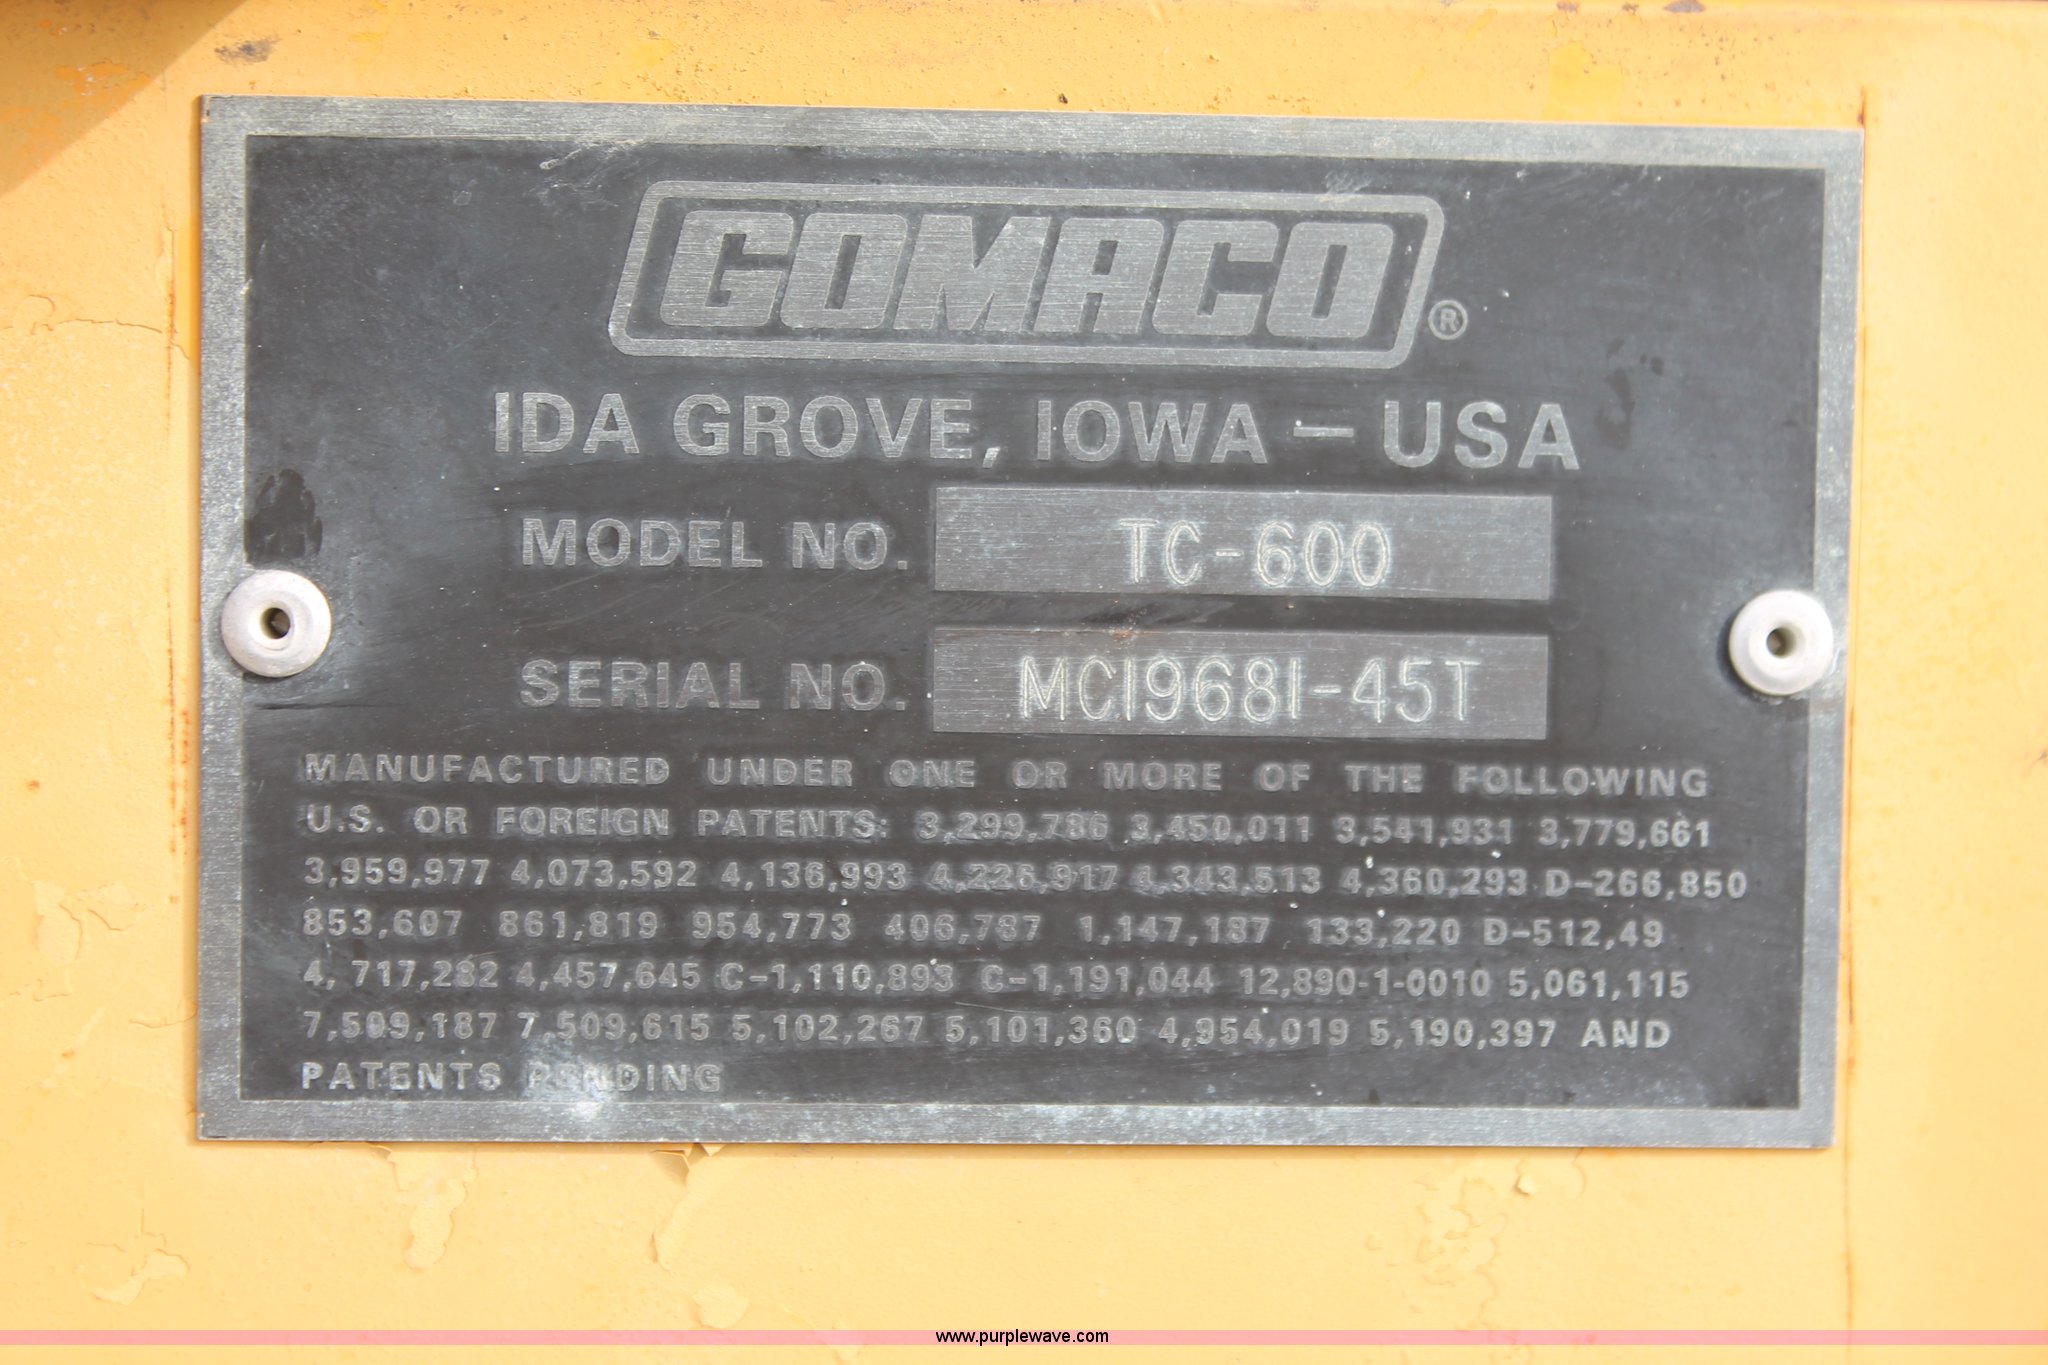 GOMACO ®
IDA GROVE, IOWA — USA
MODEL NO. TC-600
SERIAL NO. MC19681-45T
MANUFACTURED UNDER ONE OR MORE OF THE FOLLOWING
U.S. OR FOREIGN PATENTS: 3,299,786 3,450,011 3,541,931 3,779,661
3,959,977 4,073,592 4,136,993 4,226,917 4,343,513 4,360,293 D-266,850
853,607 861,819 954,773 406,787 1,147,187 133,220 D-512,49
4,717,282 4,457,645 C-1,110,893 C-1,191,044 12,890-1-0010 5,061,115
7,509,187 7,509,615 5,102,267 5,101,360 4,954,019 5,190,397 AND
PATENTS PENDING
www.purplewave.com